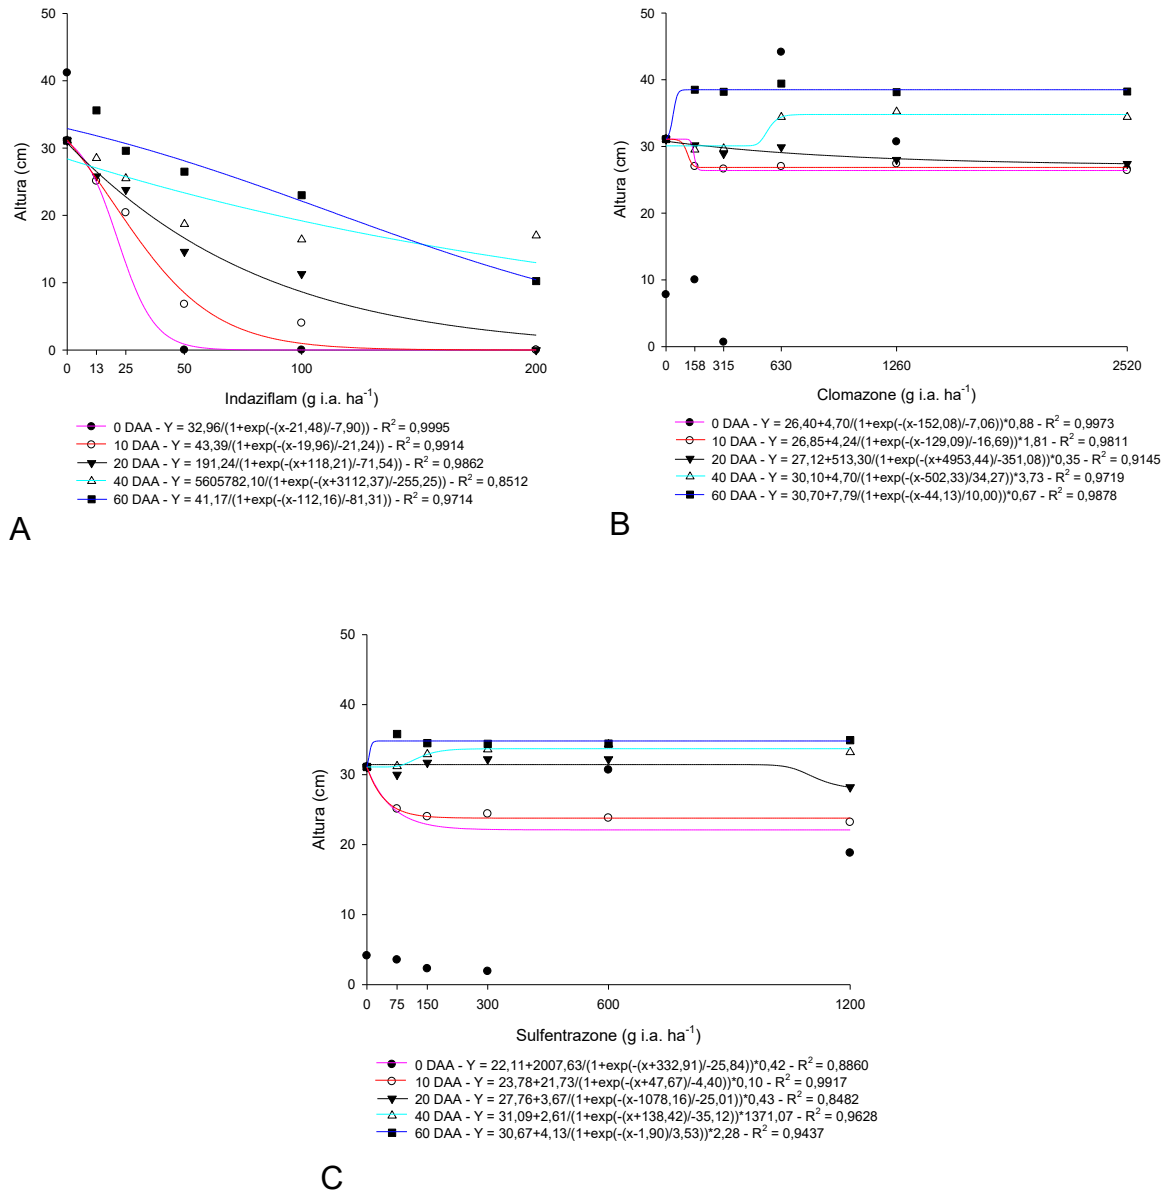 50
40
30
20
10
0
Altura (cm)
0 13 25 50 100 200
Indaziflam (g i.a. ha-1)
0 DAA - Y = 32,96/(1+exp(-(x-21,48)/-7,90)) - R2 = 0,9995
10 DAA - Y = 43,39/(1+exp(-(x-19,96)/-21,24)) - R2 = 0,9914
20 DAA - Y = 191,24/(1+exp(-(x+118,21)/-71,54)) - R2 = 0,9862
40 DAA - Y = 5605782,10/(1+exp(-(x+3112,37)/-255,25)) - R2 = 0,8512
60 DAA - Y = 41,17/(1+exp(-(x-112,16)/-81,31)) - R2 = 0,9714
A
50
40
30
20
10
0
Altura (cm)
0 158 315 630 1260 2520
Clomazone (g i.a. ha-1)
0 DAA - Y = 26,40+4,70/(1+exp(-(x-152,08)/-7,06))*0,88 - R2 = 0,9973
10 DAA - Y = 26,85+4,24/(1+exp(-(x-129,09)/-16,69))*1,81 - R2 = 0,9811
20 DAA - Y = 27,12+513,30/(1+exp(-(x+4953,44)/-351,08))*0,35 - R2 = 0,9145
40 DAA - Y = 30,10+4,70/(1+exp(-(x-502,33)/34,27))*3,73 - R2 = 0,9719
60 DAA - Y = 30,70+7,79/(1+exp(-(x-44,13)/10,00))*0,67 - R2 = 0,9878
B
50
40
30
20
10
0
Altura (cm)
0 75 150 300 600 1200
Sulfentrazone (g i.a. ha-1)
0 DAA - Y = 22,11+2007,63/(1+exp(-(x+332,91)/-25,84))*0,42 - R2 = 0,8860
10 DAA - Y = 23,78+21,73/(1+exp(-(x+47,67)/-4,40))*0,10 - R2 = 0,9917
20 DAA - Y = 27,76+3,67/(1+exp(-(x-1078,16)/-25,01))*0,43 - R2 = 0,8482
40 DAA - Y = 31,09+2,61/(1+exp(-(x+138,42)/-35,12))*1371,07 - R2 = 0,9628
60 DAA - Y = 30,67+4,13/(1+exp(-(x-1,90)/3,53))*2,28 - R2 = 0,9437
C